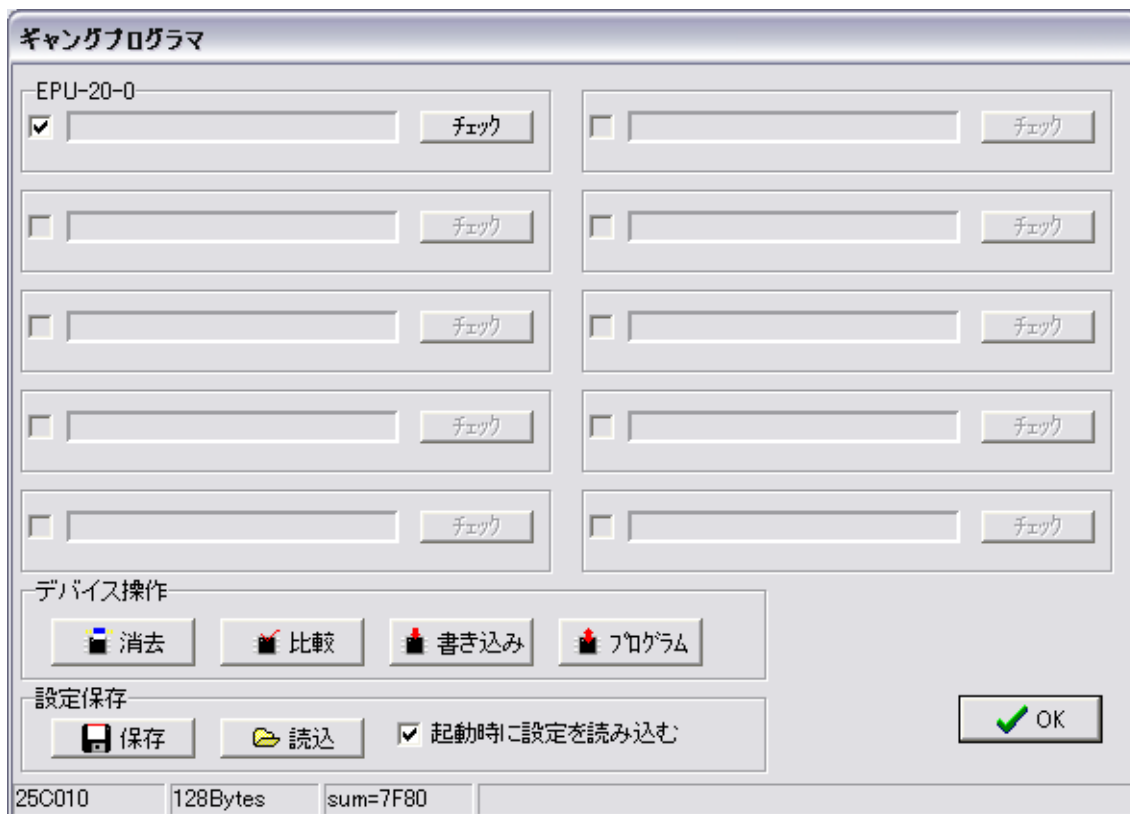 ギャングプログラマ
EPU-20-0
チェック チェック
チェック チェック
チェック チェック
チェック チェック
チェック チェック
デバイス操作
消去 比較 書き込み プログラム
設定保存
保存 読込 起動時に設定を読み込む OK
25C010 128Bytes sum=7F80